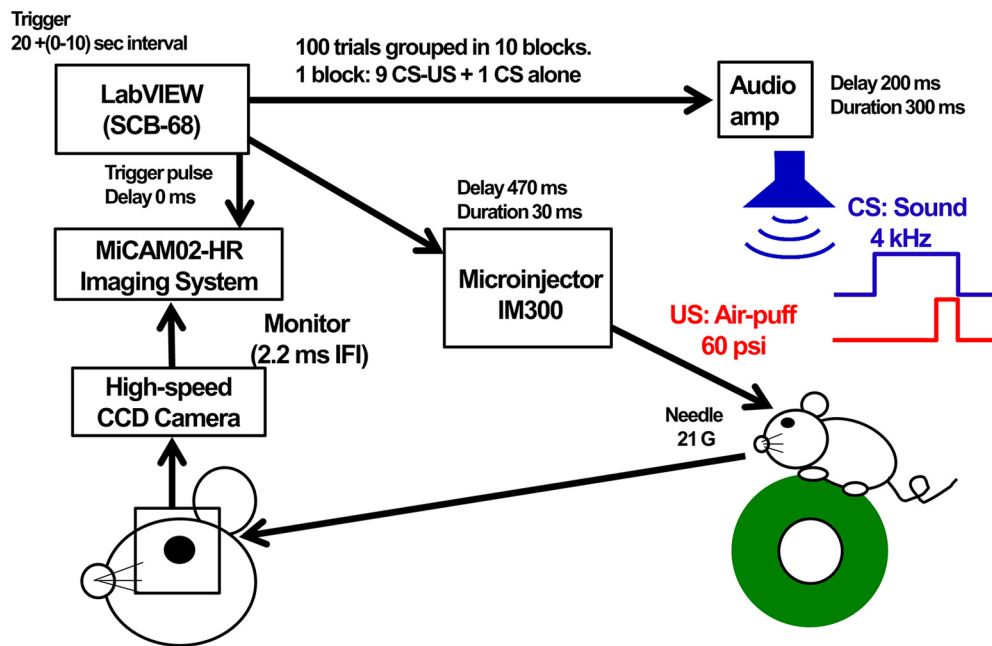 Trigger
20 +(0-10) sec interval
100 trials grouped in 10 blocks.
1 block: 9 CS-US + 1 CS alone
LabVIEW
(SCB-68)
Audio
amp
Delay 200 ms
Duration 300 ms
Trigger pulse
Delay 0 ms
Delay 470 ms
Duration 30 ms
CS: Sound
4 kHz
MiCAM02-HR
Imaging System
Microinjector
IM300
US: Air-puff
60 psi
Monitor
(2.2 ms IFI)
High-speed
CCD Camera
Needle
21 G